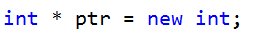 int * ptr = new int;